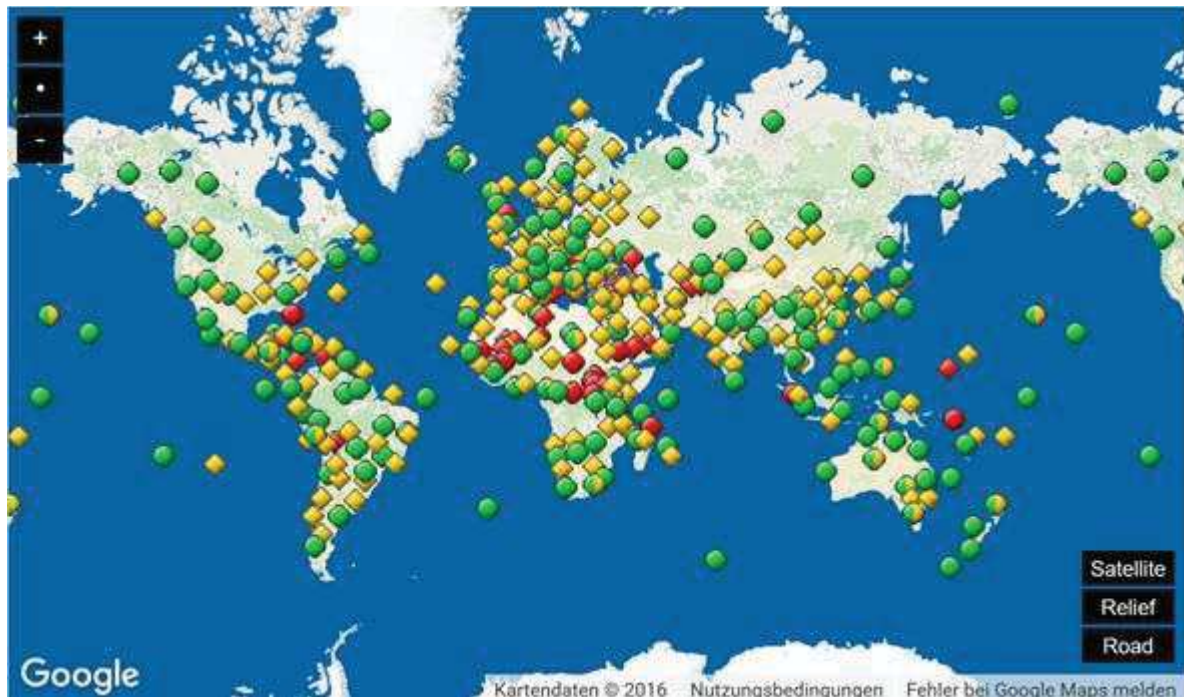 +
-
Satellite
Relief
Road
Google
Kartendaten © 2016 Nutzungsbedingungen Fehler bei Google Maps melden